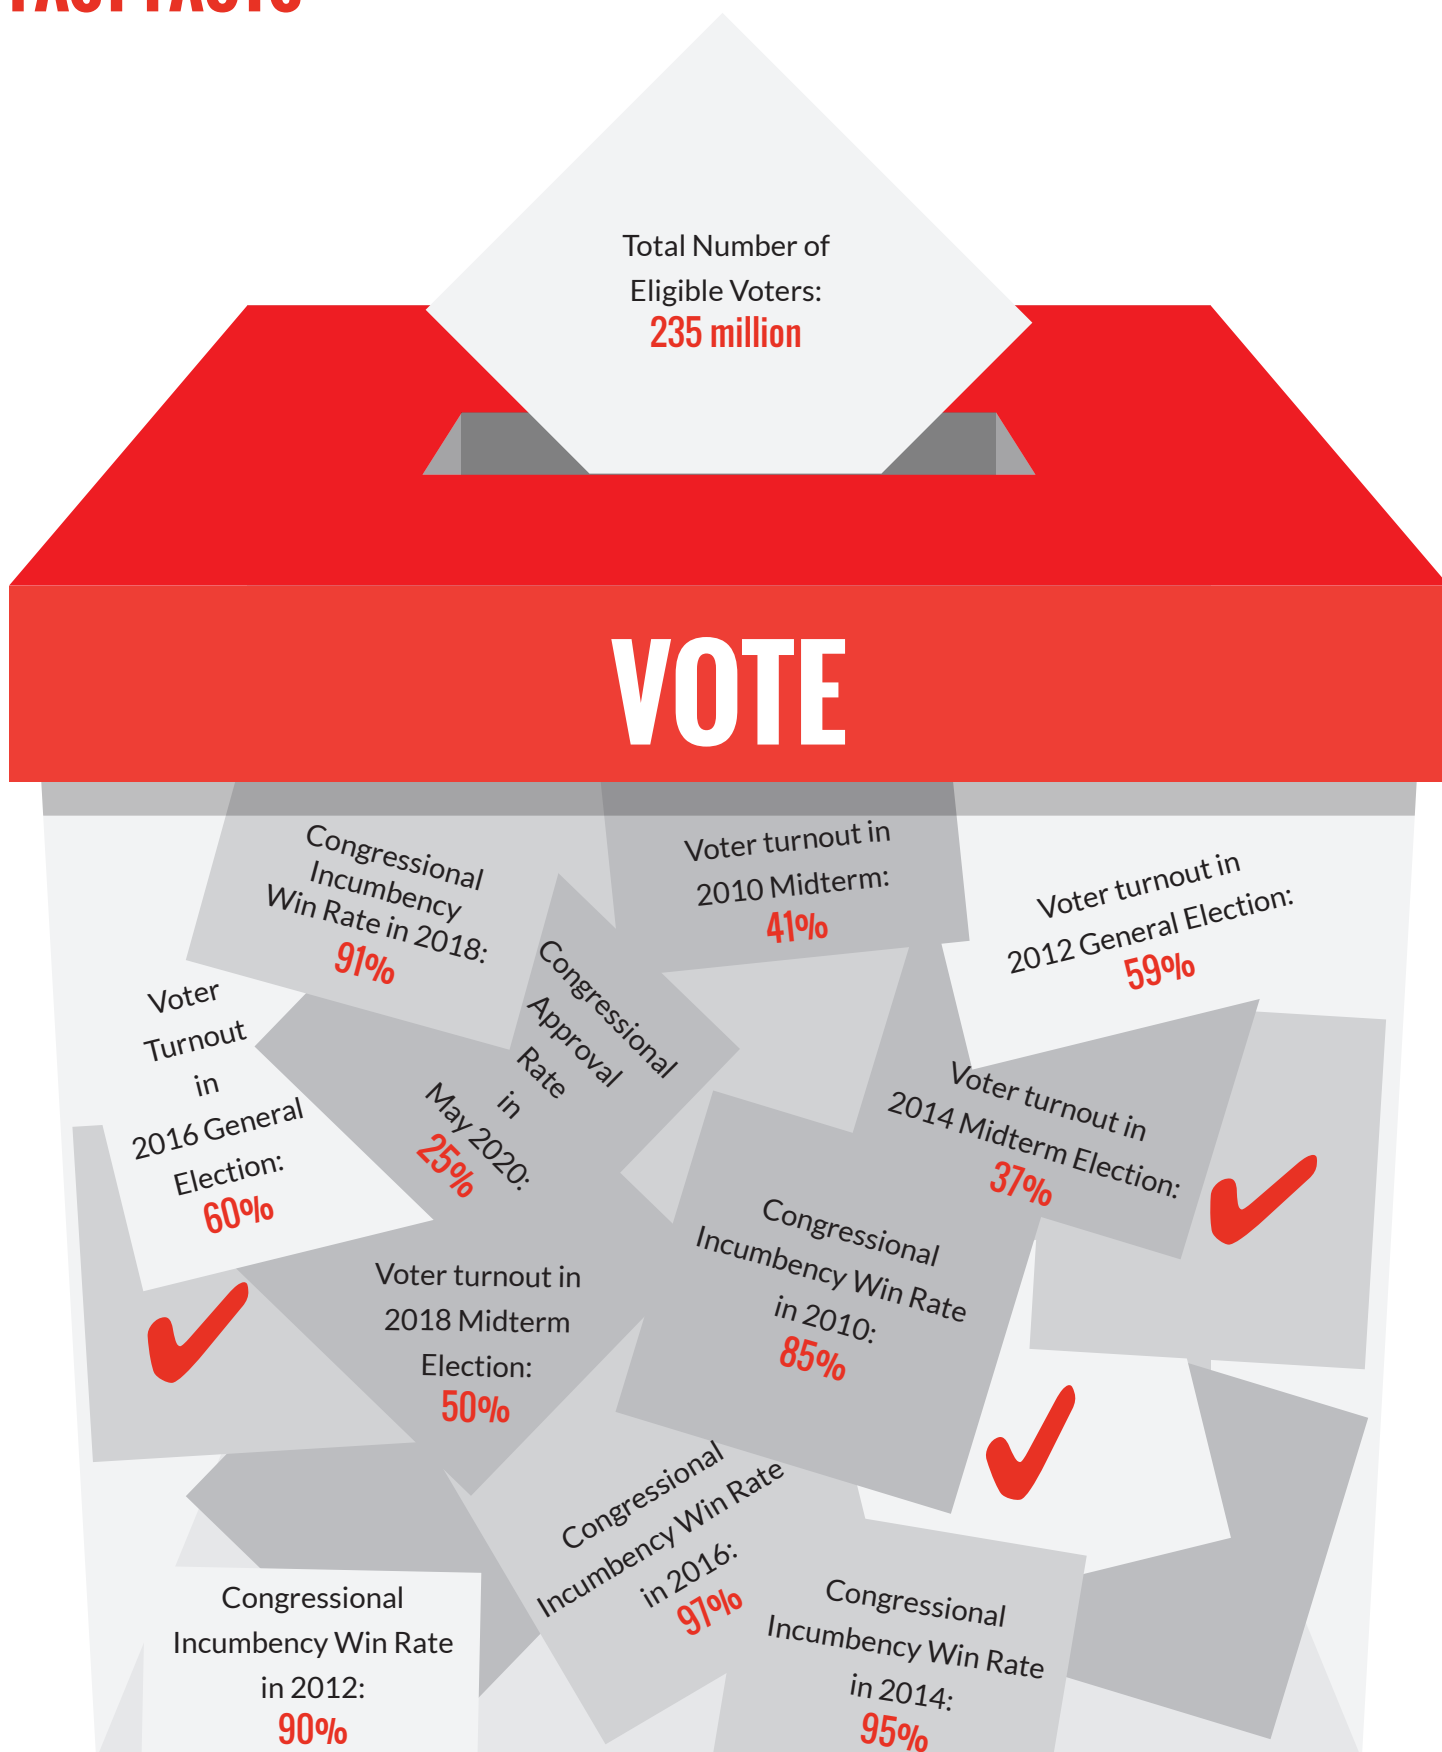 FAST FACTS
Total Number of
Eligible Voters:
235 million
VOTE
Congressional
Incumbency
Win Rate in 2018:
91%
Voter turnout in
2010 Midterm:
41%
Voter turnout in
2012 General Election:
59%
Voter
Turnout
in
2016 General
Election:
60%
Congressional
Approval
Rate
in
May 2020:
25%
Voter turnout in
2014 Midterm Election:
37%
Voter turnout in
2018 Midterm
Election:
50%
Congressional
Incumbency Win Rate
in 2010:
85%
Congressional
Incumbency Win Rate
in 2016:
97%
Congressional
Incumbency Win Rate
in 2012:
90%
Congressional
Incumbency Win Rate
in 2014:
95%